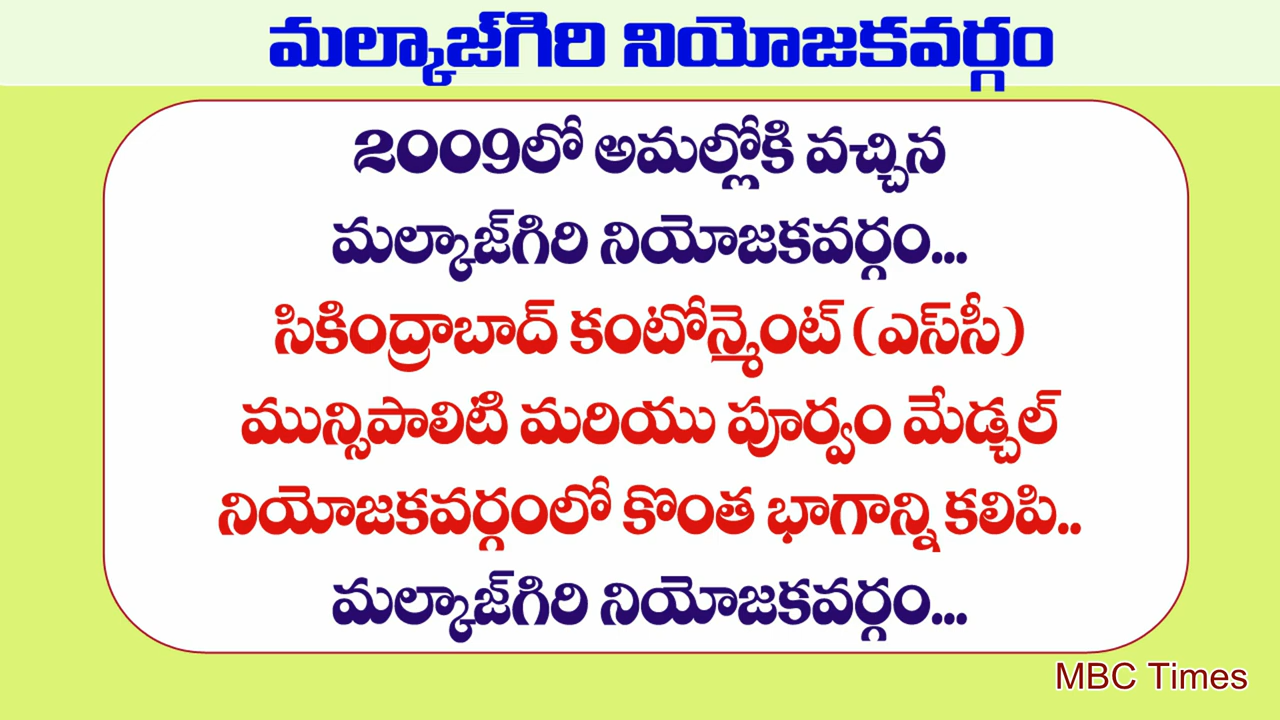 మల్కాజ్‌గిరి నియోజకవర్గం
2009లో అమల్లోకి వచ్చిన
మల్కాజ్‌గిరి నియోజకవర్గం...
సికింద్రాబాద్ కంటోన్మెంట్ (ఎస్‌సీ)
మున్సిపాలిటి మరియు పూర్వం మేడ్చల్
నియోజకవర్గంలో కొంత భాగాన్ని కలిపి..
మల్కాజ్‌గిరి నియోజకవర్గం...
MBC Times